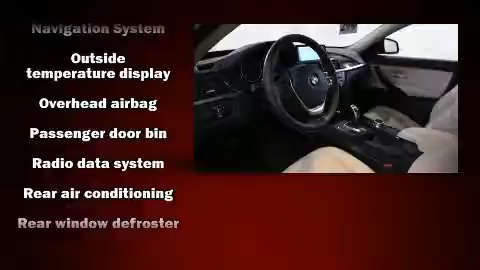 Navigation System
Outside
temperature display
Overhead airbag
Passenger door bin
Radio data system
Rear air conditioning
Rear window defroster